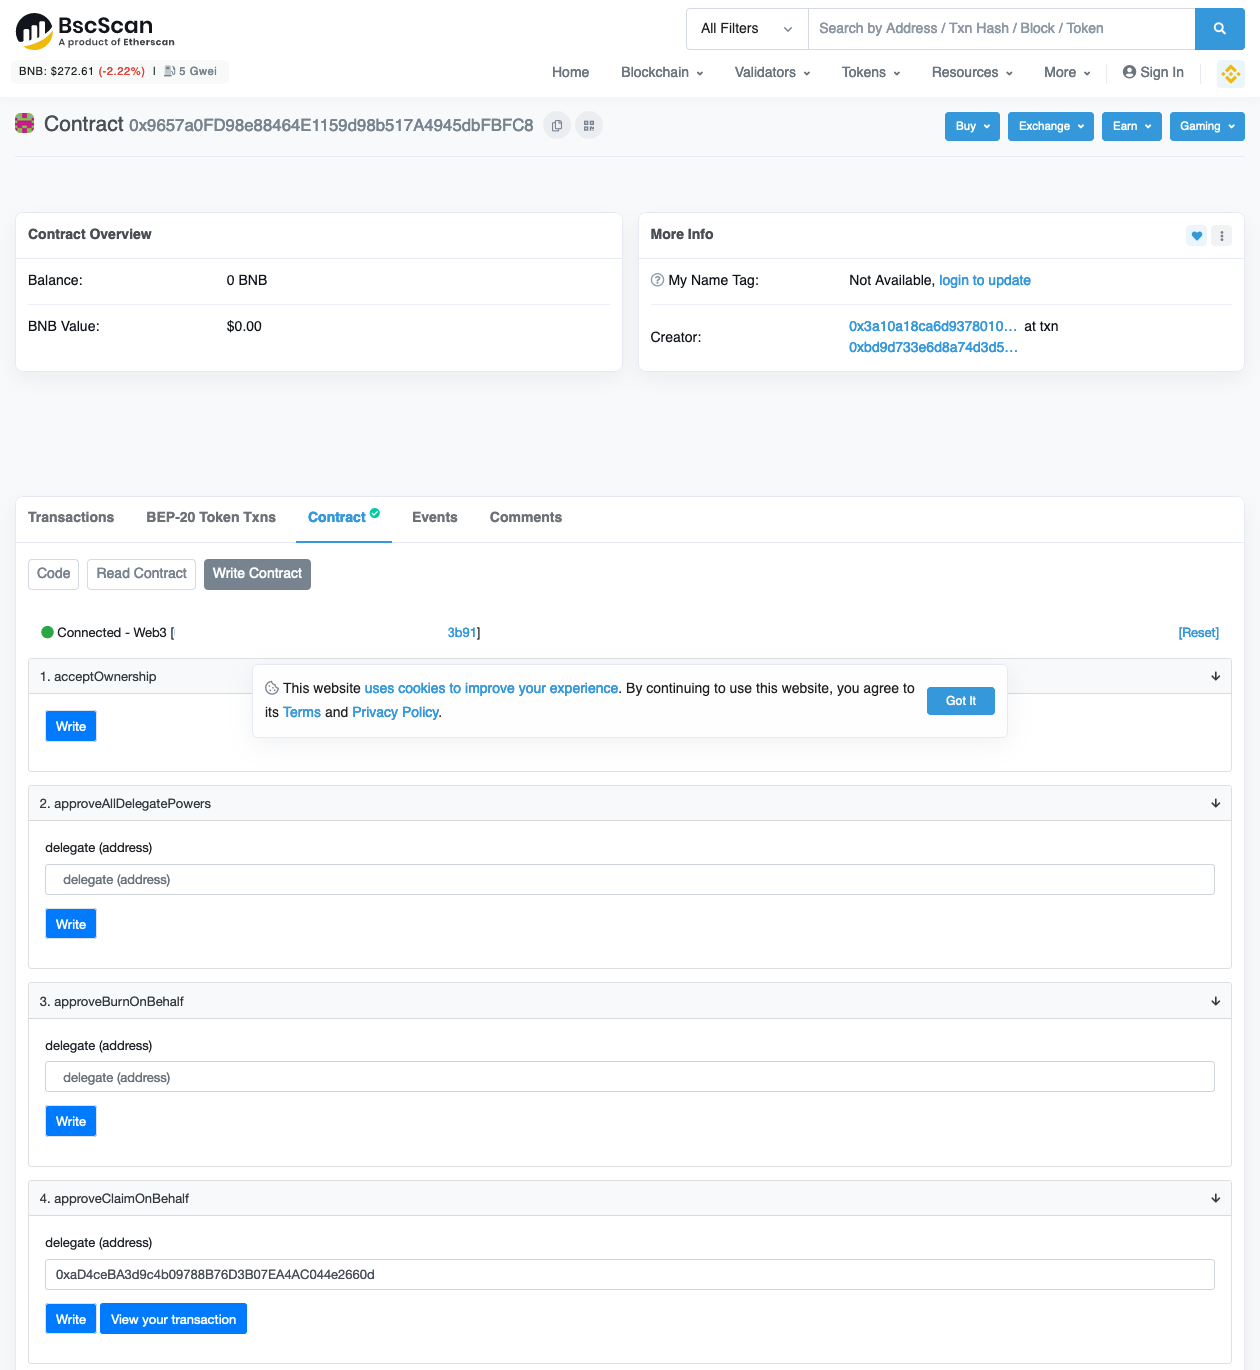 BscScan
A product of Etherscan
All Filters
Search by Address / Txn Hash / Block / Token
BNB: $272.61 (-2.22%) | 5 Gwei
Home Blockchain Validators Tokens Resources More Sign In
Contract 0x9657a0FD98e88464E1159d98b517A4945dbFBFC8
Buy Exchange Earn Gaming
Contract Overview
Balance: 0 BNB
BNB Value: $0.00
More Info
My Name Tag: Not Available, login to update
Creator: 0x3a10a18ca6d9378010... at txn
0xbd9d733e6d8a74d3d5...
Transactions BEP-20 Token Txns Contract Events Comments
Code Read Contract Write Contract
Connected - Web3 [ 3b91]
[Reset]
1. acceptOwnership
Write
This website uses cookies to improve your experience. By continuing to use this website, you agree to
its Terms and Privacy Policy.
Got It
2. approveAllDelegatePowers
delegate (address)
delegate (address)
Write
3. approveBurnOnBehalf
delegate (address)
delegate (address)
Write
4. approveClaimOnBehalf
delegate (address)
0xaD4ceBA3d9c4b09788B76D3B07EA4AC044e2660d
Write View your transaction